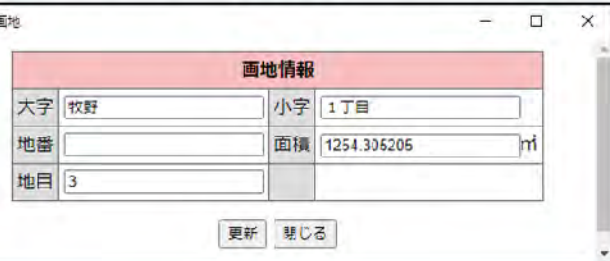 画地
画地情報
大字 牧野 小字 1丁目
地番 面積 1254.305205 ㎡
地目 3
更新 閉じる